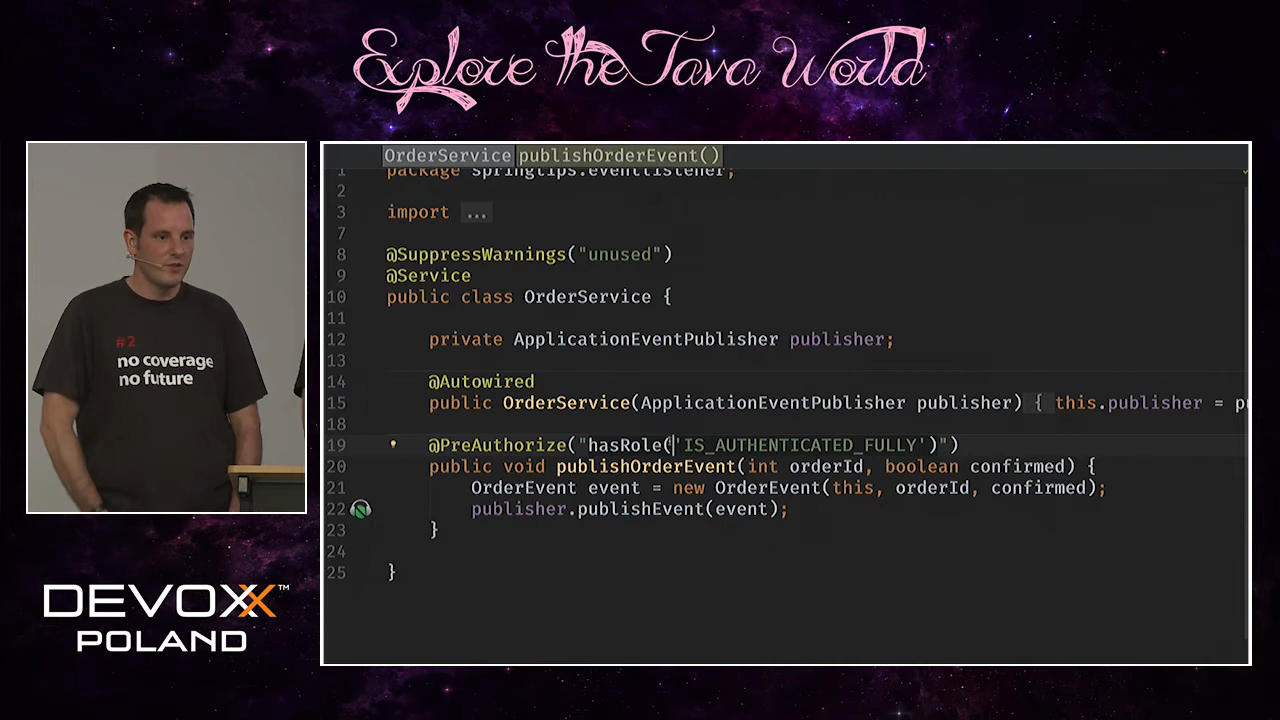 Explore the Java World
OrderService publishOrderEvent()
1 package springtips.eventlistener;
2
3 import ...
7
8 @SuppressWarnings("unused")
9 @Service
10 public class OrderService {
11
12 private ApplicationEventPublisher publisher;
13
14 @Autowired
15 public OrderService(ApplicationEventPublisher publisher) { this.publisher =
18
19 @PreAuthorize("hasRole('IS_AUTHENTICATED_FULLY')")
20 public void publishOrderEvent(int orderId, boolean confirmed) {
21 OrderEvent event = new OrderEvent(this, orderId, confirmed);
22 publisher.publishEvent(event);
23 }
24
25 }
#2
no coverage
no future
DEVOXX™
POLAND